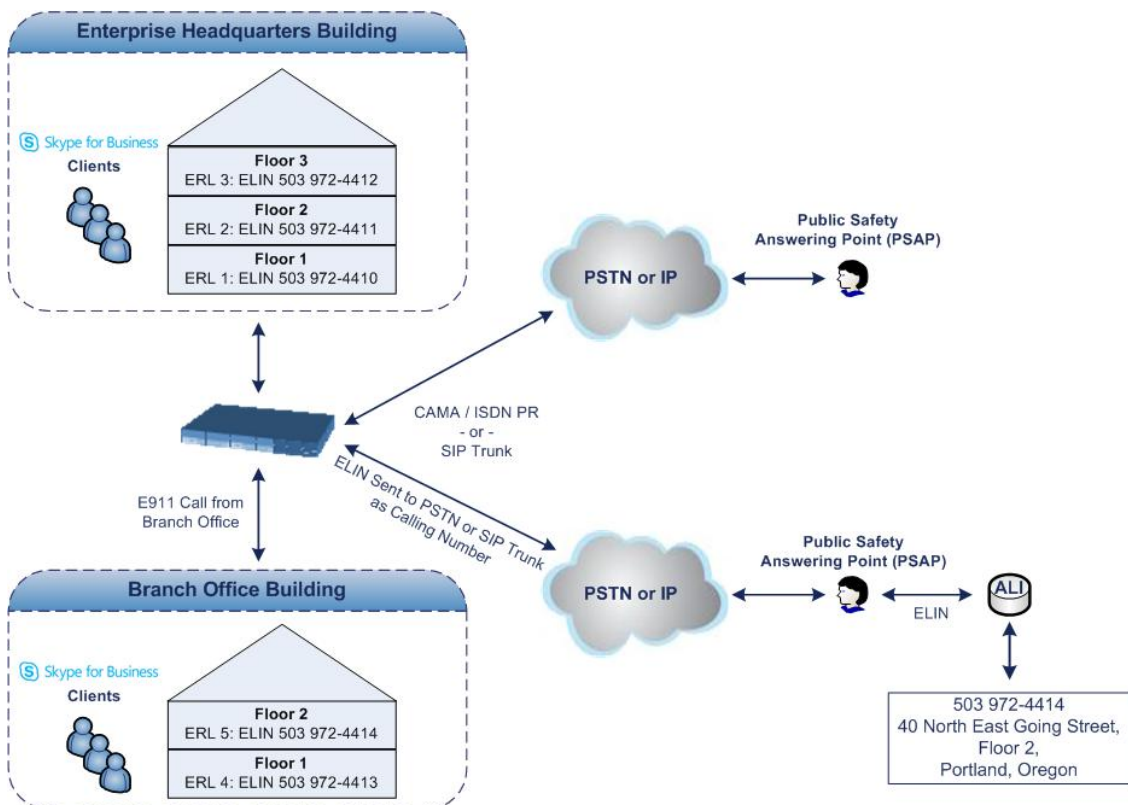 Enterprise Headquarters Building
S Skype for Business
Clients
Floor 3
ERL 3: ELIN 503 972-4412
Floor 2
ERL 2: ELIN 503 972-4411
Floor 1
ERL 1: ELIN 503 972-4410
Public Safety
Answering Point (PSAP)
PSTN or IP
CAMA / ISDN PR
- or -
SIP Trunk
ELIN Sent to PSTN or SIP Trunk
as Calling Number
E911 Call from
Branch Office
Public Safety
Answering Point (PSAP)
PSTN or IP
ELIN
ALI
Branch Office Building
S Skype for Business
Clients
Floor 2
ERL 5: ELIN 503 972-4414
Floor 1
ERL 4: ELIN 503 972-4413
503 972-4414
40 North East Going Street,
Floor 2,
Portland, Oregon